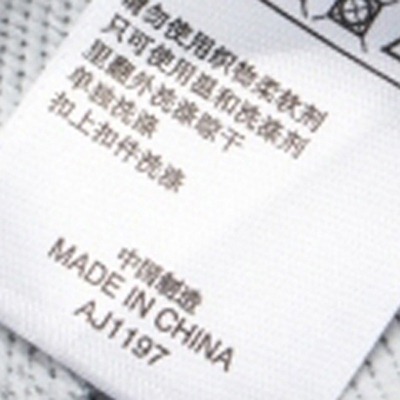 请勿使用织物柔软剂
只可使用温和洗涤剂
里翻外洗涤晾干
单独洗涤
扣上扣件洗涤
中国制造
MADE IN CHINA
AJ1197